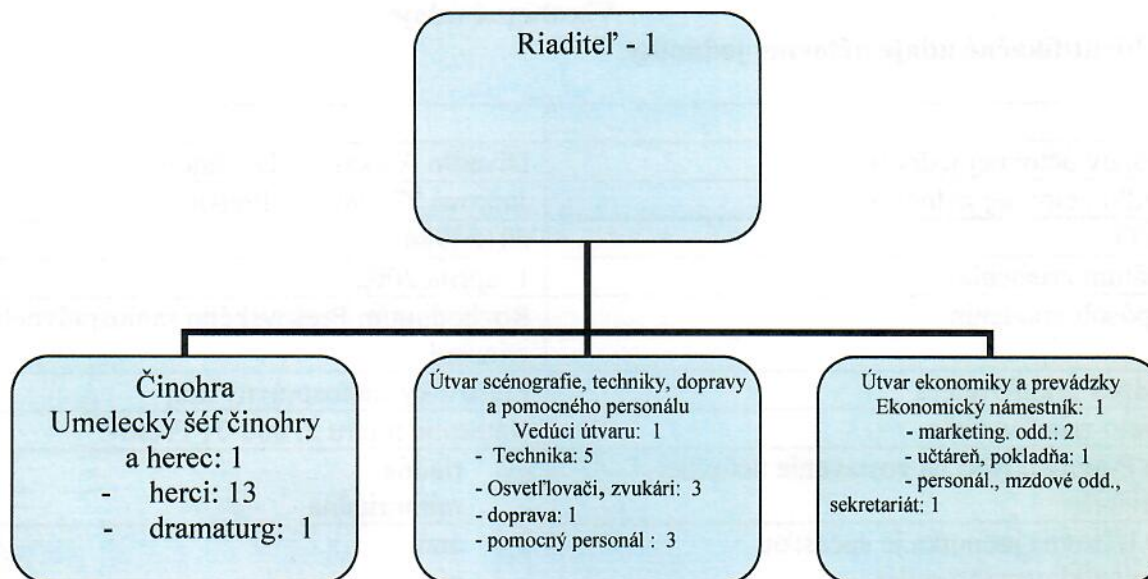 Riaditeľ - 1
Činohra
Umelecký šéf činohry
a herec: 1
- herci: 13
- dramaturg: 1
Útvar scénografie, techniky, dopravy
a pomocného personálu
Vedúci útvaru: 1
- Technika: 5
- Osvetľlovači, zvukári: 3
- doprava: 1
- pomocný personál : 3
Útvar ekonomiky a prevádzky
Ekonomický námestník: 1
- marketing. odd.: 2
- učtáreň, pokladňa: 1
- personál., mzdové odd.,
sekretariát: 1